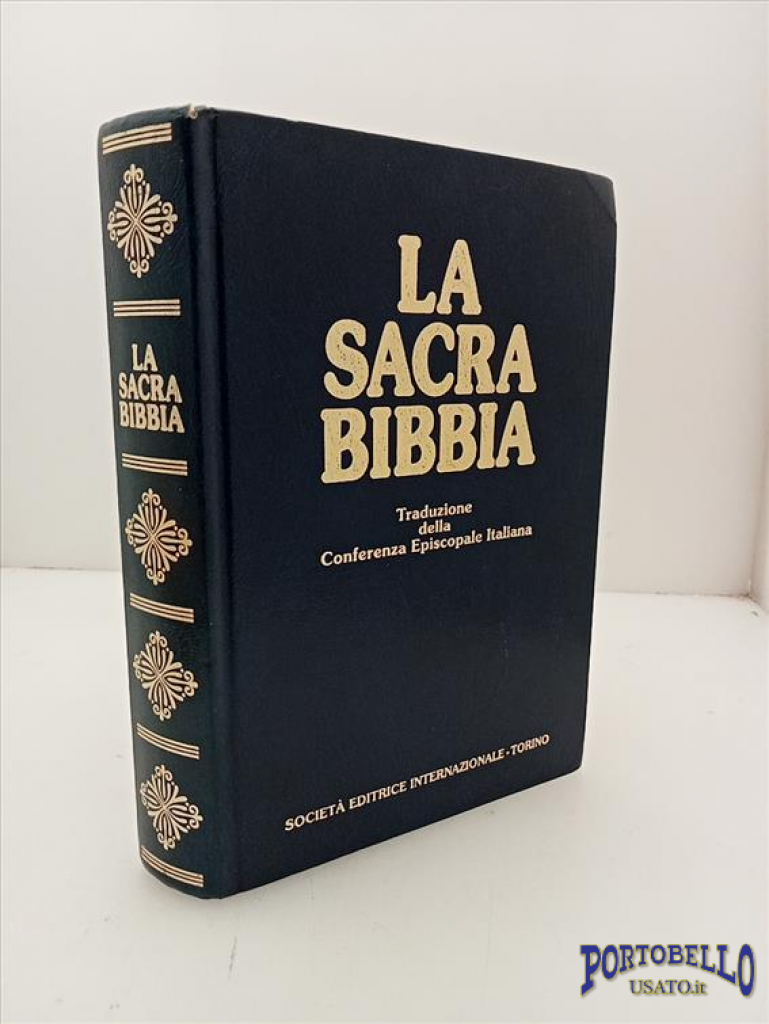 LA
SACRA
BIBBIA
LA
SACRA
BIBBIA
Traduzione
della
Conferenza Episcopale Italiana
SOCIETÀ EDITRICE INTERNAZIONALE - TORINO
PORTOBELLO
USATO.it